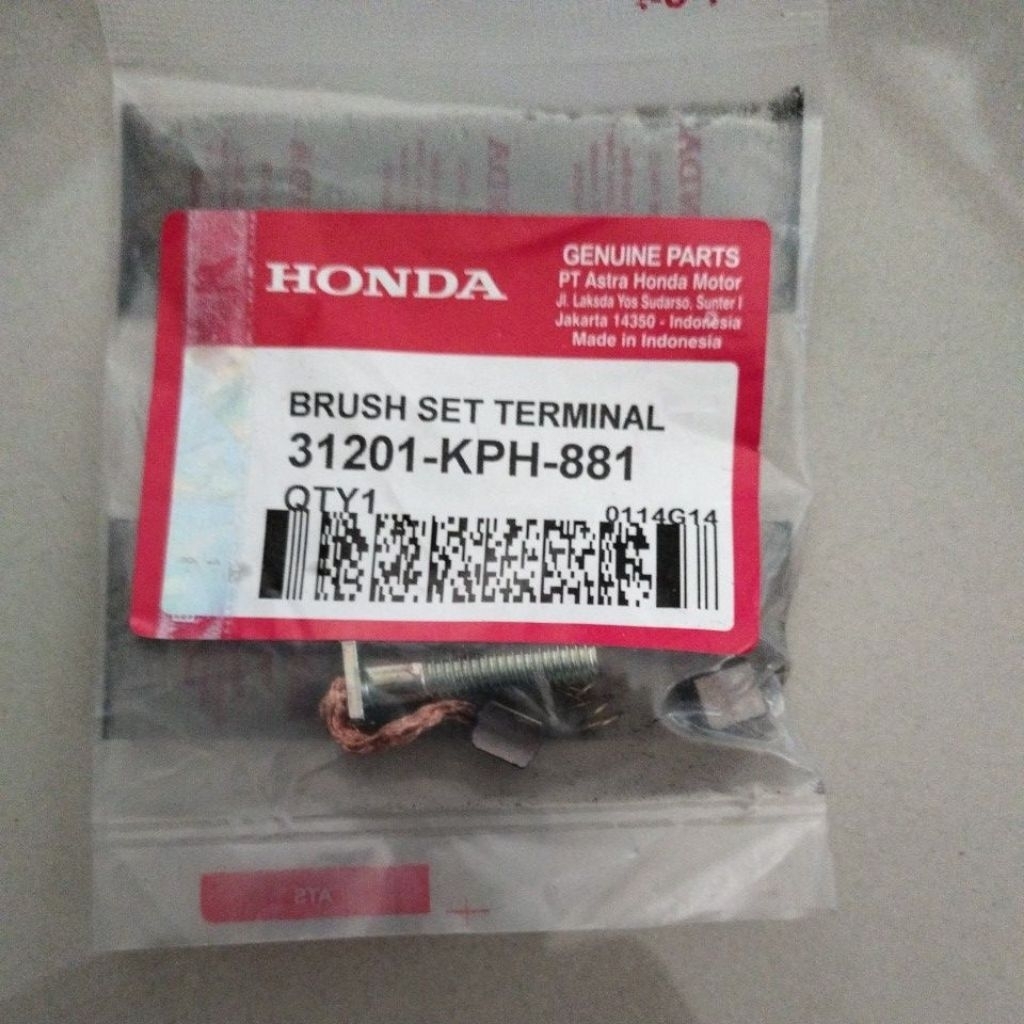 HONDA
GENUINE PARTS
PT Astra Honda Motor
Jl. Laksda Yos Sudarso, Sunter I
Jakarta 14350 - Indonesia
Made in Indonesia
BRUSH SET TERMINAL
31201-KPH-881
QTY1
0114G14
ATS